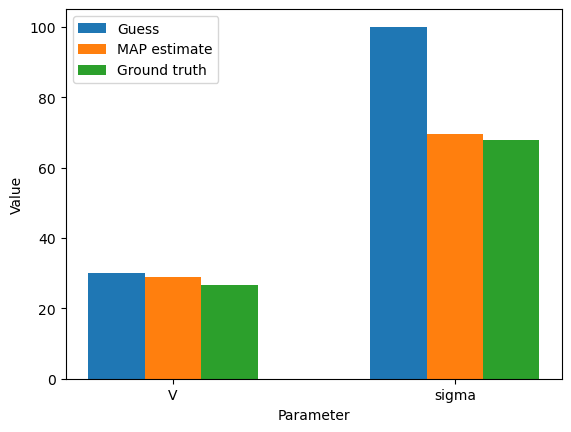 Guess
MAP estimate
Ground truth
Value
100
80
60
40
20
0
V
sigma
Parameter